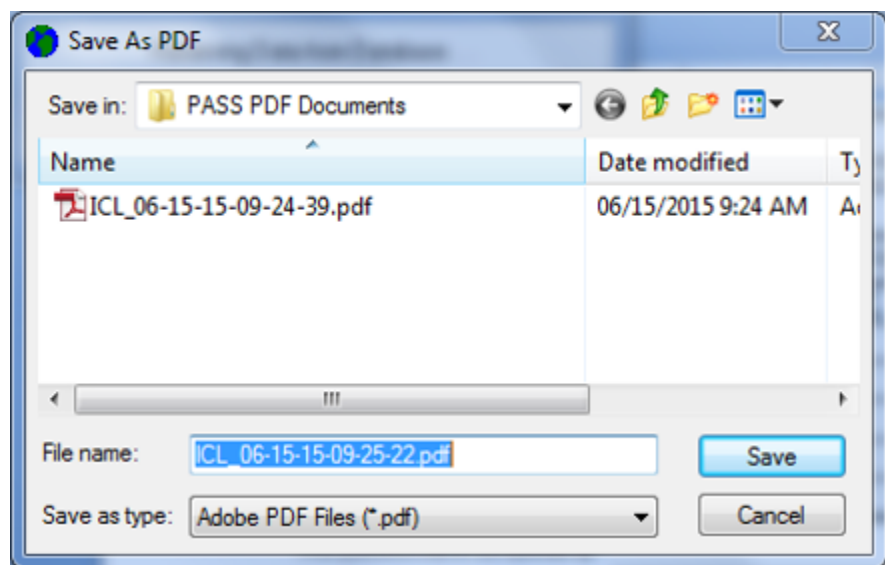 Save As PDF
Save in: PASS PDF Documents
Name Date modified Ty
ICL_06-15-15-09-24-39.pdf 06/15/2015 9:24 AM
File name: ICL_06-15-15-09-25-22.pdf Save
Save as type: Adobe PDF Files (*.pdf) Cancel